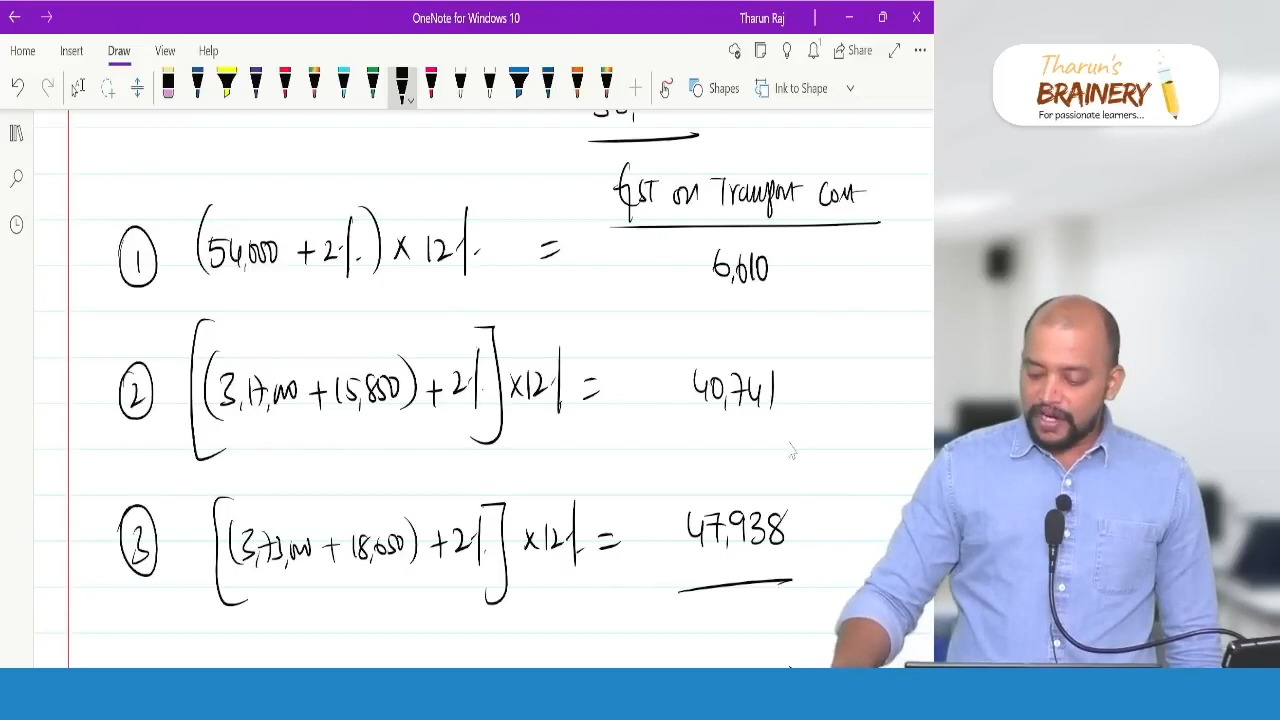 OneNote for Windows 10
Tharun Raj
Home Insert Draw View Help
Share
Shapes Ink to Shape
Tharun's
BRAINERY
For passionate learners...
GST on Transport Cost
① (54,000 + 2%) × 12% = 6,610
② [(3,17,000 + 15,850) + 2%] × 12% = 40,741
③ [(3,73,000 + 18,650) + 2%] × 12% = 47,938